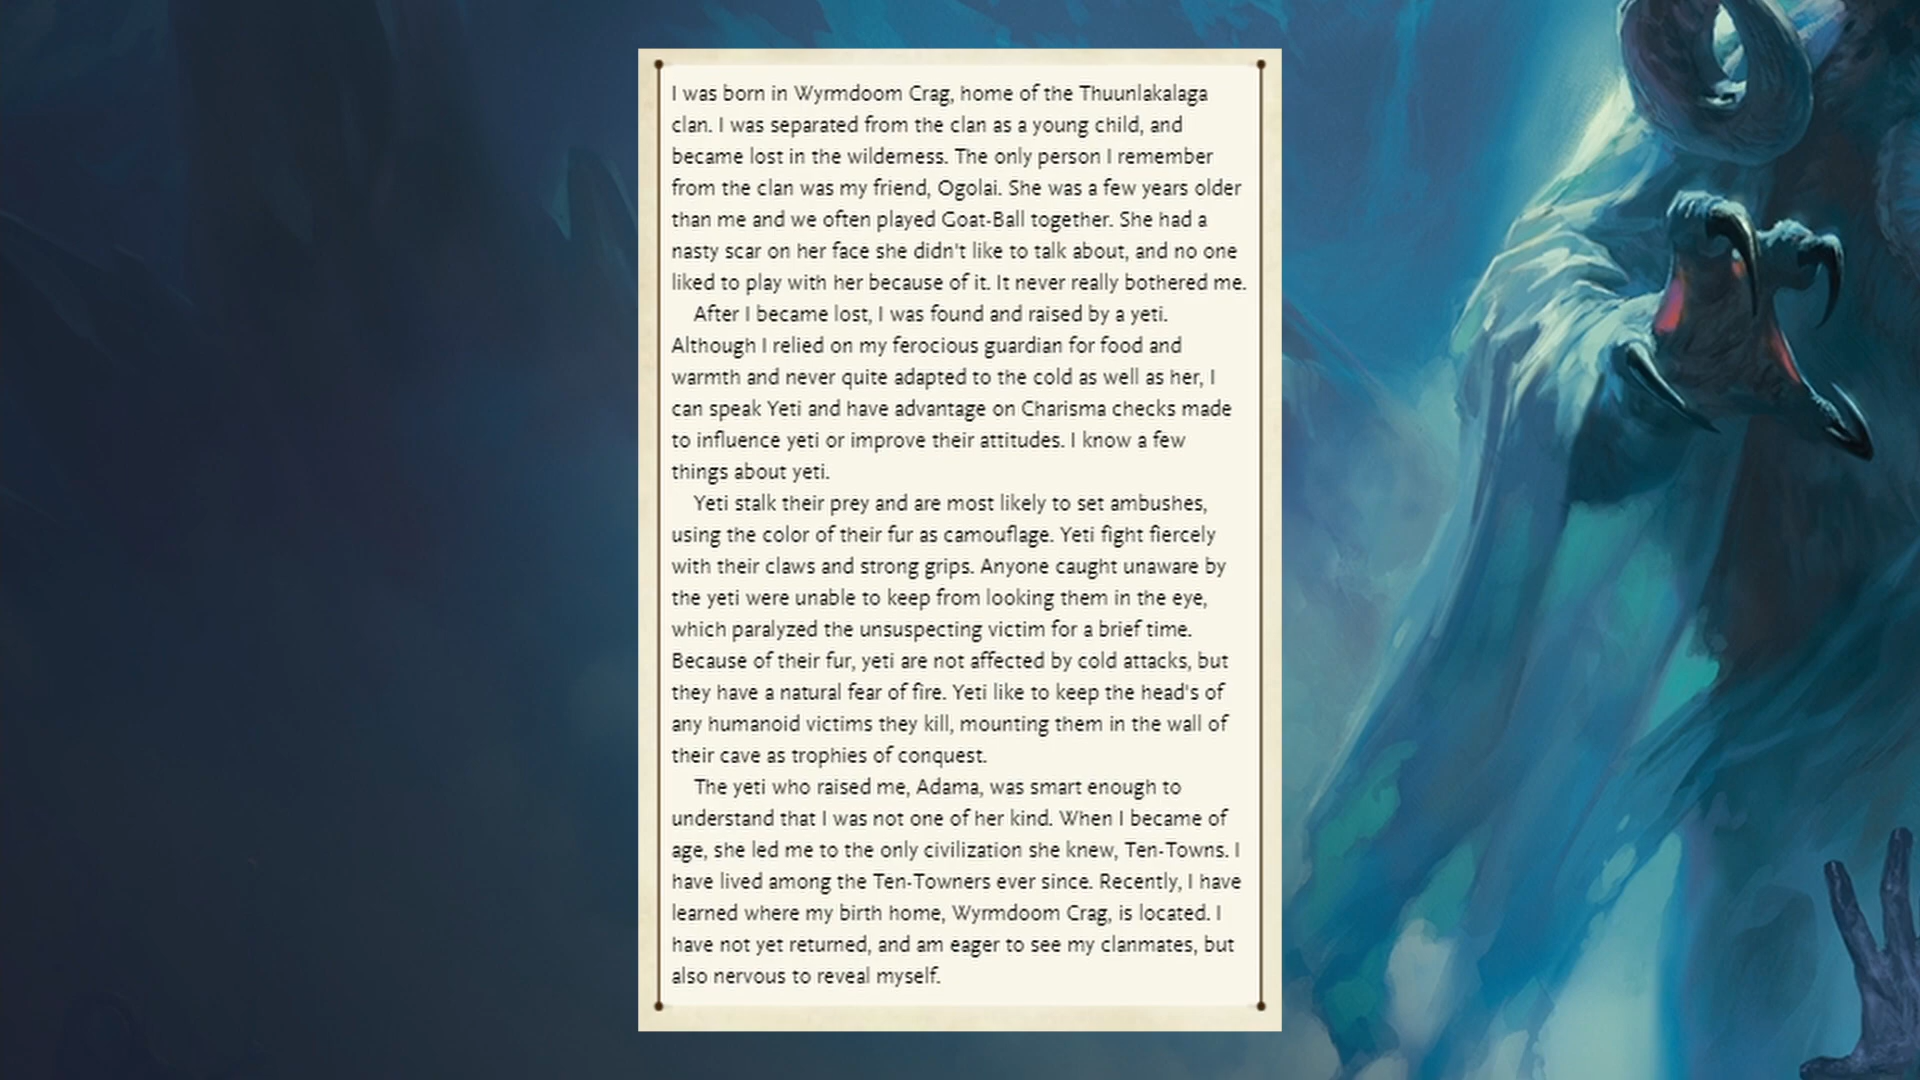 I was born in Wyrmdoom Crag, home of the Thuunlakalaga
clan. I was separated from the clan as a young child, and
became lost in the wilderness. The only person I remember
from the clan was my friend, Ogolai. She was a few years older
than me and we often played Goat-Ball together. She had a
nasty scar on her face she didn't like to talk about, and no one
liked to play with her because of it. It never really bothered me.
After I became lost, I was found and raised by a yeti.
Although I relied on my ferocious guardian for food and
warmth and never quite adapted to the cold as well as her, I
can speak Yeti and have advantage on Charisma checks made
to influence yeti or improve their attitudes. I know a few
things about yeti.
Yeti stalk their prey and are most likely to set ambushes,
using the color of their fur as camouflage. Yeti fight fiercely
with their claws and strong grips. Anyone caught unaware by
the yeti were unable to keep from looking them in the eye,
which paralyzed the unsuspecting victim for a brief time.
Because of their fur, yeti are not affected by cold attacks, but
they have a natural fear of fire. Yeti like to keep the head's of
any humanoid victims they kill, mounting them in the wall of
their cave as trophies of conquest.
The yeti who raised me, Adama, was smart enough to
understand that I was not one of her kind. When I became of
age, she led me to the only civilization she knew, Ten-Towns. I
have lived among the Ten-Towners ever since. Recently, I have
learned where my birth home, Wyrmdoom Crag, is located. I
have not yet returned, and am eager to see my clanmates, but
also nervous to reveal myself.